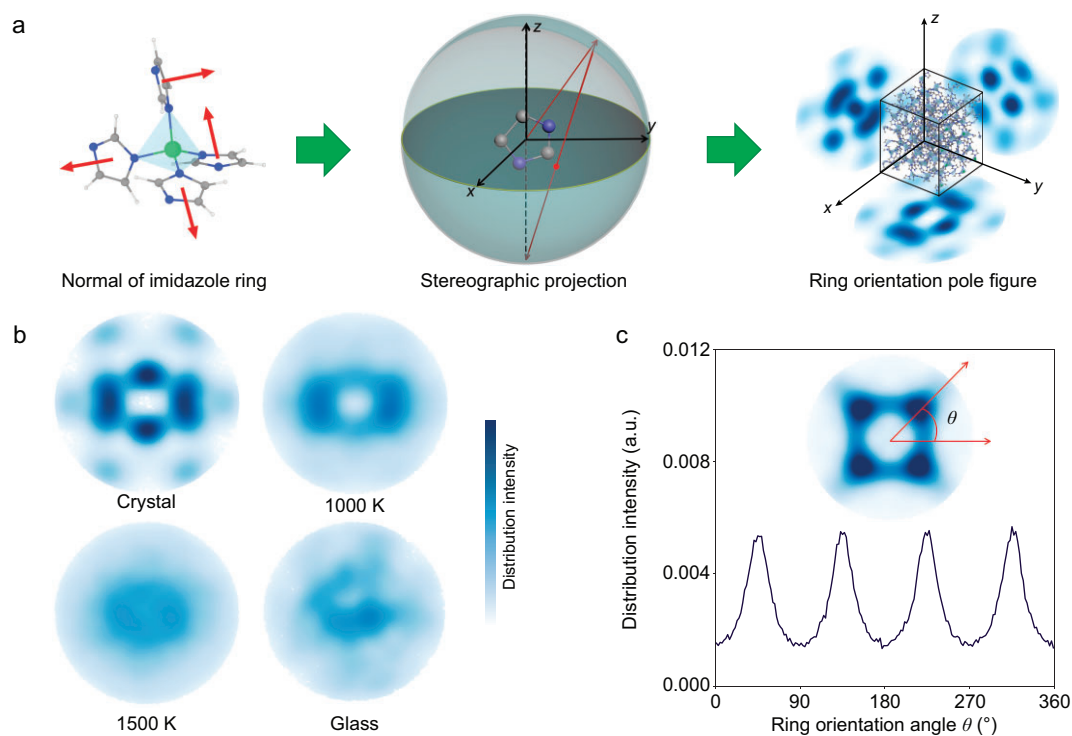 a
z
y
x
z
x
y
Normal of imidazole ring
Stereographic projection
Ring orientation pole figure
b
Crystal
1000 K
1500 K
Glass
Distribution intensity
c
0.012
0.008
0.004
0.000
Distribution intensity (a.u.)
θ
0
90
180
270
360
Ring orientation angle θ (°)